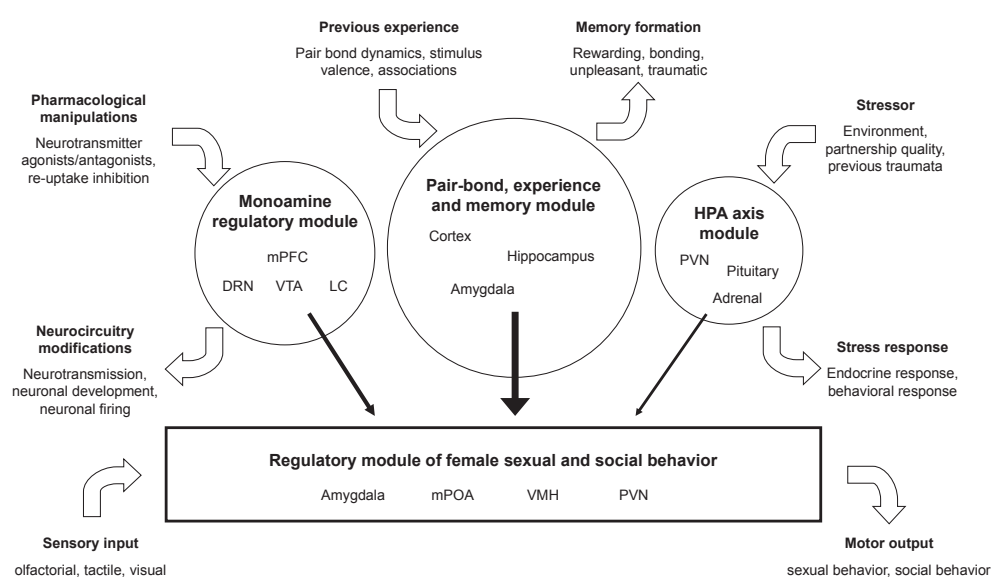 Previous experience
Pair bond dynamics, stimulus
valence, associations
Memory formation
Rewarding, bonding,
unpleasant, traumatic
Pharmacological
manipulations
Neurotransmitter
agonists/antagonists,
re-uptake inhibition
Stressor
Environment,
partnership quality,
previous traumata
Monoamine
regulatory module
mPFC
DRN VTA LC
Pair-bond, experience
and memory module
Cortex
Hippocampus
Amygdala
HPA axis
module
PVN
Pituitary
Adrenal
Neurocircuitry
modifications
Neurotransmission,
neuronal development,
neuronal firing
Stress response
Endocrine response,
behavioral response
Regulatory module of female sexual and social behavior
Amygdala mPOA VMH PVN
Sensory input
olfactorial, tactile, visual
Motor output
sexual behavior, social behavior